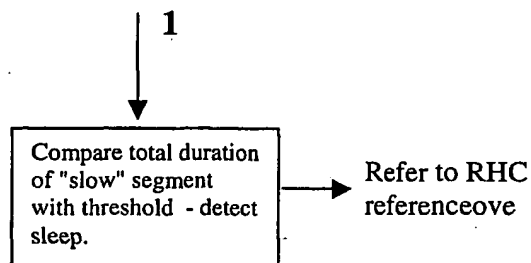 1
Compare total duration
of "slow" segment
with threshold - detect
sleep.
Refer to RHC
referenceove